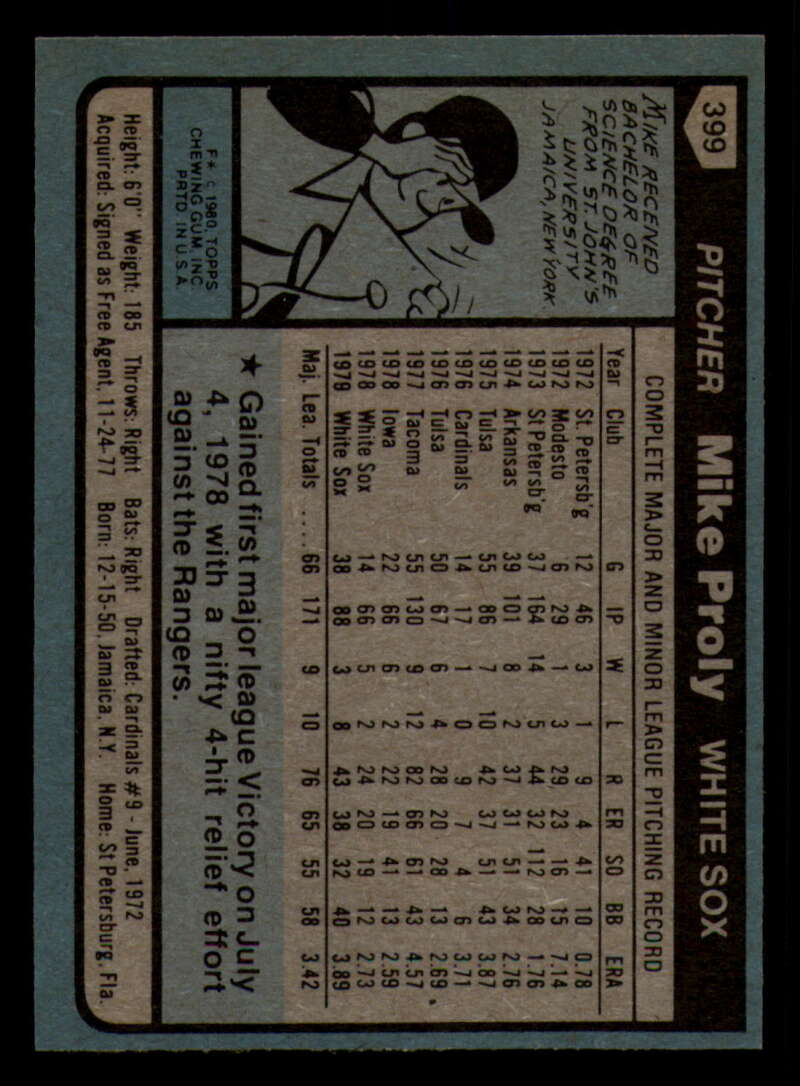 399
PITCHER Mike Proly WHITE SOX
MIKE RECEIVED
BACHELOR OF
SCIENCE DEGREE
FROM ST. JOHN'S
UNIVERSITY
JAMAICA, NEW YORK
F* © 1980, TOPPS
CHEWING GUM, INC.
PRTD. IN U.S.A.
COMPLETE MAJOR AND MINOR LEAGUE PITCHING RECORD
Year Club G IP W L R ER SO BB ERA
1972 St. Petersb'g 12 46 3 1 9 4 41 10 0.78
1972 Modesto 6 29 1 3 29 23 16 15 7.14
1973 St Petersb'g 37 164 14 5 44 32 112 28 1.76
1974 Arkansas 39 101 8 2 37 31 51 34 2.76
1975 Tulsa 55 86 7 10 42 37 51 43 3.87
1976 Cardinals 14 17 1 0 9 7 4 6 3.71
1976 Tulsa 50 67 6 4 28 20 28 13 2.69
1977 Tacoma 55 130 9 12 82 66 61 43 4.57
1978 Iowa 22 66 6 2 22 19 41 13 2.59
1978 White Sox 14 66 5 2 24 20 19 12 2.73
1979 White Sox 38 88 3 8 43 38 32 40 3.89
Maj. Lea. Totals .... 66 171 9 10 76 65 55 58 3.42
★ Gained first major league Victory on July
4, 1978 with a nifty 4-hit relief effort
against the Rangers.
Height: 6'0" Weight: 185 Throws: Right Bats: Right Drafted: Cardinals #9 - June, 1972
Acquired: Signed as Free Agent, 11-24-77 Born: 12-15-50, Jamaica, N.Y. Home: St Petersburg, Fla.